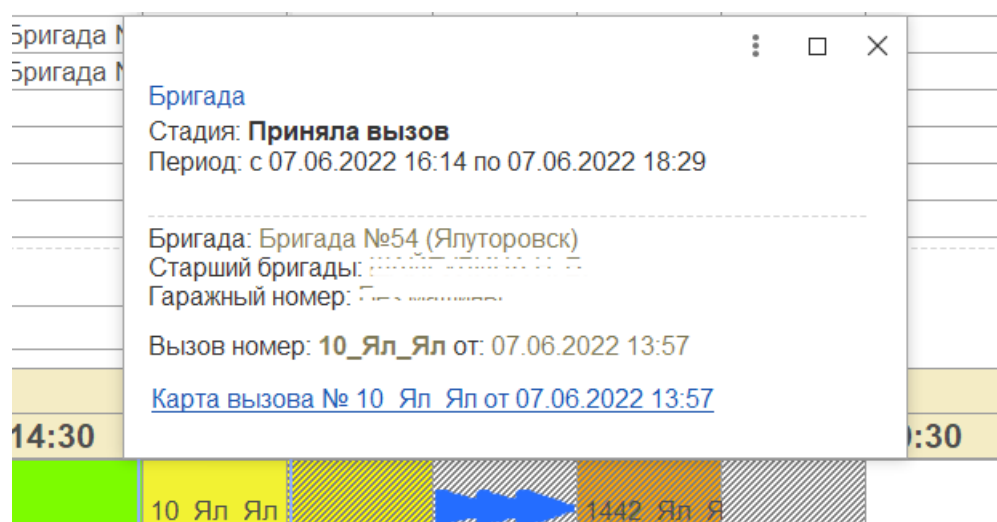 Бригада
Бригада
Бригада
Стадия: Приняла вызов
Период: с 07.06.2022 16:14 по 07.06.2022 18:29
Бригада: Бригада №54 (Ялуторовск)
Старший бригады:
Гаражный номер:
Вызов номер: 10_Ял_Ял от: 07.06.2022 13:57
Карта вызова № 10_Ял_Ял от 07.06.2022 13:57
14:30 :30
10_Ял_Ял 1442_Ял_Я